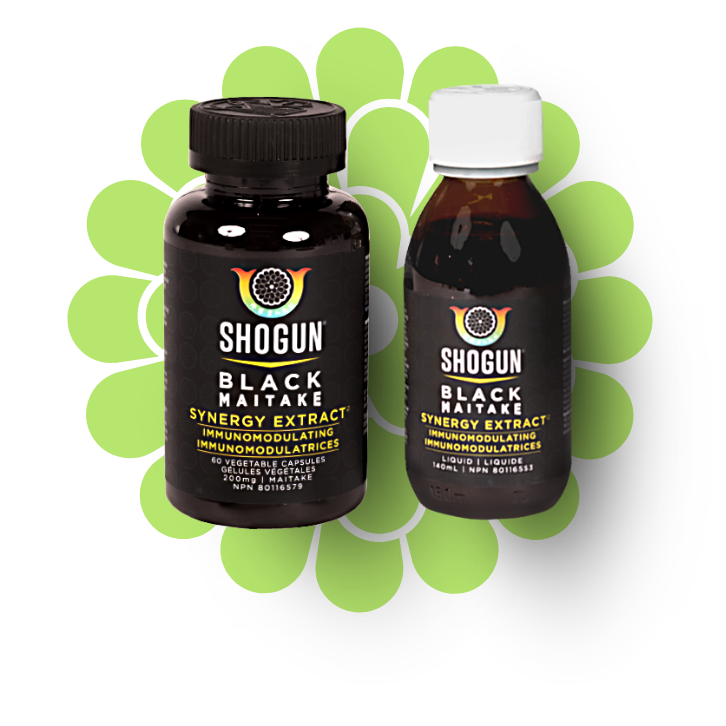 SHOGUN
BLACK
MAITAKE
SYNERGY EXTRACT
IMMUNOMODULATING
IMMUNOMODULATRICES
60 VEGETABLE CAPSULES
GÉLULES VÉGÉTALES
200mg | MAITAKE
NPN 80116579
SHOGUN
BLACK
MAITAKE
SYNERGY EXTRACT
IMMUNOMODULATING
IMMUNOMODULATRICES
LIQUID | LIQUIDE
140ML | NPN 80116553